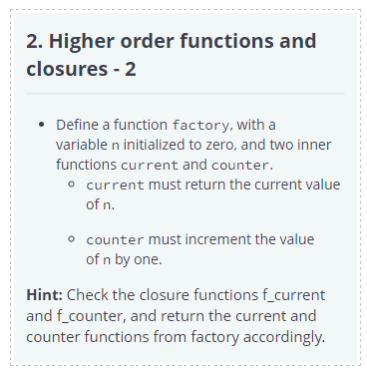 2. Higher order functions and
closures - 2
• Define a function factory, with a
variable n initialized to zero, and two inner
functions current and counter.
◦ current must return the current value
of n.
◦ counter must increment the value
of n by one.
Hint: Check the closure functions f_current
and f_counter, and return the current and
counter functions from factory accordingly.